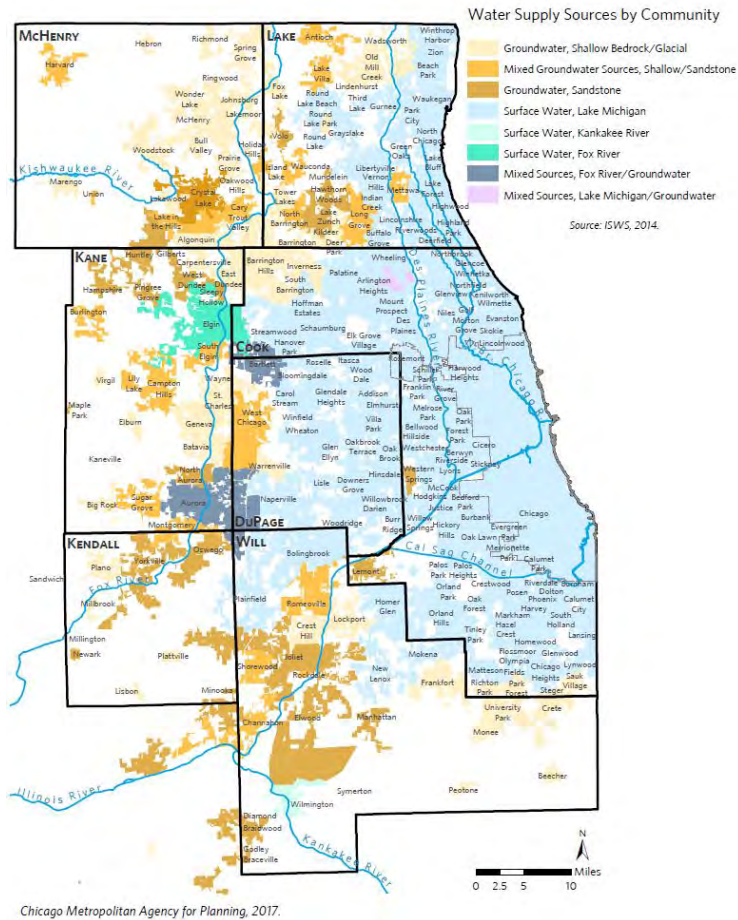 Water Supply Sources by Community
Groundwater, Shallow Bedrock/Glacial
Mixed Groundwater Sources, Shallow/Sandstone
Groundwater, Sandstone
Surface Water, Lake Michigan
Surface Water, Kankakee River
Surface Water, Fox River
Mixed Sources, Fox River/Groundwater
Mixed Sources, Lake Michigan/Groundwater
Source: ISWS, 2014.
MCHENRY
Hebron
Richmond
Spring
Grove
Harvard
Ringwood
Wonder
Lake
Johnsburg
McHenry
Lakemoor
Bull
Valley
Holiday
Hills
Woodstock
Prairie
Grove
Oakwood
Hills
Kishwaukee River
Marengo
Union
Lakewood
Crystal
Lake
Cary
Trout
Valley
Lake in
the Hills
Algonquin
LAKE
Antioch
Wadsworth
Winthrop
Harbor
Zion
Beach
Park
Old
Mill
Creek
Lake
Villa
Lindenhurst
Fox
Lake
Round
Lake Beach
Third
Lake
Gurnee
Waukegan
Park
City
Round
Lake Park
Grayslake
North
Chicago
Volo
Round
Lake
Green
Oaks
Lake
Bluff
Island
Lake
Wauconda
Libertyville
Mundelein
Vernon
Hills
Mettawa
Lake
Forest
Tower
Lakes
Hawthorn
Woods
Indian
Creek
Highwood
North
Barrington
Lake
Zurich
Long
Grove
Lincolnshire
Highland
Park
Kildeer
Riverwoods
Barrington
Deer
Park
Buffalo
Grove
Deerfield
KANE
Huntley
Gilberts
Carpentersville
West
Dundee
East
Dundee
Sleepy
Hollow
Hampshire
Pingree
Grove
Burlington
Elgin
South
Elgin
Virgil
Lily
Lake
Campton
Hills
Wayne
St.
Charles
Maple
Park
Elburn
Geneva
Batavia
Kaneville
North
Aurora
Big Rock
Sugar
Grove
Aurora
Montgomery
COOK
Barrington
Hills
Inverness
South
Barrington
Palatine
Wheeling
Northbrook
Glencoe
Winnetka
Northfield
Arlington
Heights
Hoffman
Estates
Glenview
Kenilworth
Wilmette
Mount
Prospect
Des
Plaines
Niles
Morton
Grove
Evanston
Skokie
Lincolnwood
Streamwood
Schaumburg
Hanover
Park
Elk Grove
Village
Des Plaines River
Rosemont
Schiller
Park
Harwood
Heights
Franklin
Park
River
Grove
Melrose
Park
Oak
Park
Bellwood
Forest
Park
Hillside
Cicero
Westchester
Berwyn
Riverside
Stickney
Western
Springs
Lyons
McCook
Hodgkins
Bedford
Park
Justice
Burbank
Chicago
Willow
Springs
Hickory
Hills
Evergreen
Park
Oak Lawn
Merrionette
Park
Cal Sag Channel
Calumet
Park
Palos
Park
Palos
Heights
Crestwood
Riverdale
Burnham
Dolton
Posen
Orland
Park
Phoenix
Calumet
City
Oak
Forest
Harvey
Markham
South
Holland
Orland
Hills
Hazel
Crest
Lansing
Tinley
Park
Homewood
Flossmoor
Glenwood
Olympia
Fields
Chicago
Heights
Lynwood
Matteson
Sauk
Village
Richton
Park
Park
Forest
Steger
Lemont
DUPAGE
Bartlett
Roselle
Itasca
Bloomingdale
Wood
Dale
Carol
Stream
Glendale
Heights
Addison
Elmhurst
West
Chicago
Winfield
Villa
Park
Wheaton
Glen
Ellyn
Oakbrook
Terrace
Oak
Brook
Warrenville
Hinsdale
Lisle
Downers
Grove
Naperville
Willowbrook
Darien
Burr
Ridge
Woodridge
KENDALL
Oswego
Plano
Yorkville
Sandwich
Fox River
Millbrook
Millington
Newark
Plattville
Lisbon
Minooka
WILL
Bolingbrook
Plainfield
Romeoville
Homer
Glen
Lockport
Crest
Hill
Joliet
Shorewood
Mokena
Rockdale
New
Lenox
Frankfort
Channahon
Elwood
Manhattan
University
Park
Crete
Monee
Beecher
Symerton
Peotone
Wilmington
Illinois River
Kankakee River
Diamond
Braidwood
Godley
Braceville
N
Miles
0 2.5 5 10
Chicago Metropolitan Agency for Planning, 2017.